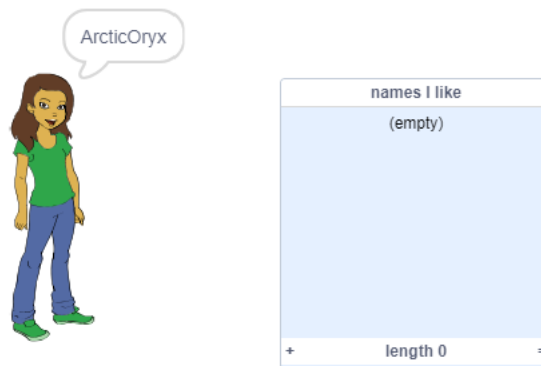 ArcticOryx
names I like
(empty)
+ length 0 =